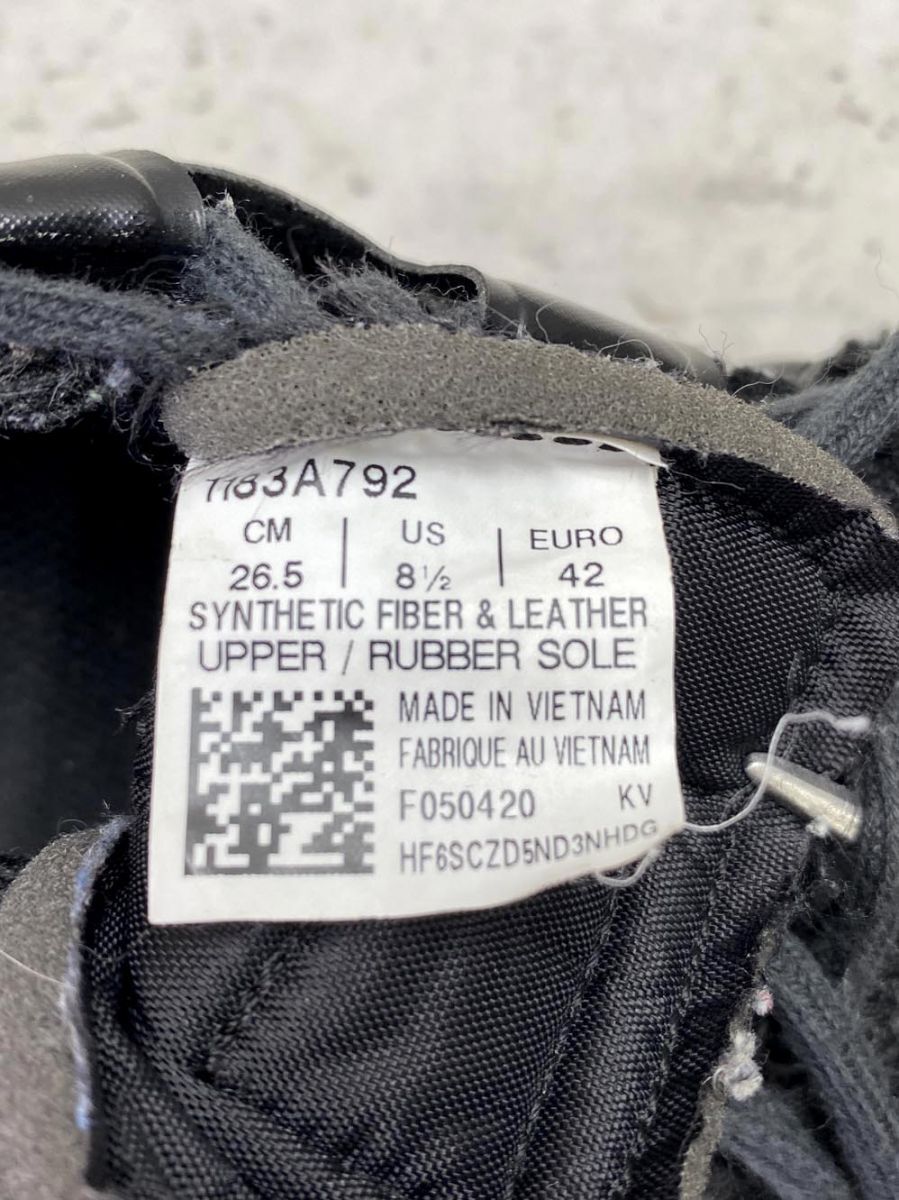 1183A792
CM | US | EURO
26.5 | 8½ | 42
SYNTHETIC FIBER & LEATHER
UPPER / RUBBER SOLE
MADE IN VIETNAM
FABRIQUE AU VIETNAM
F050420 KV
HF6SCZD5ND3NHDG